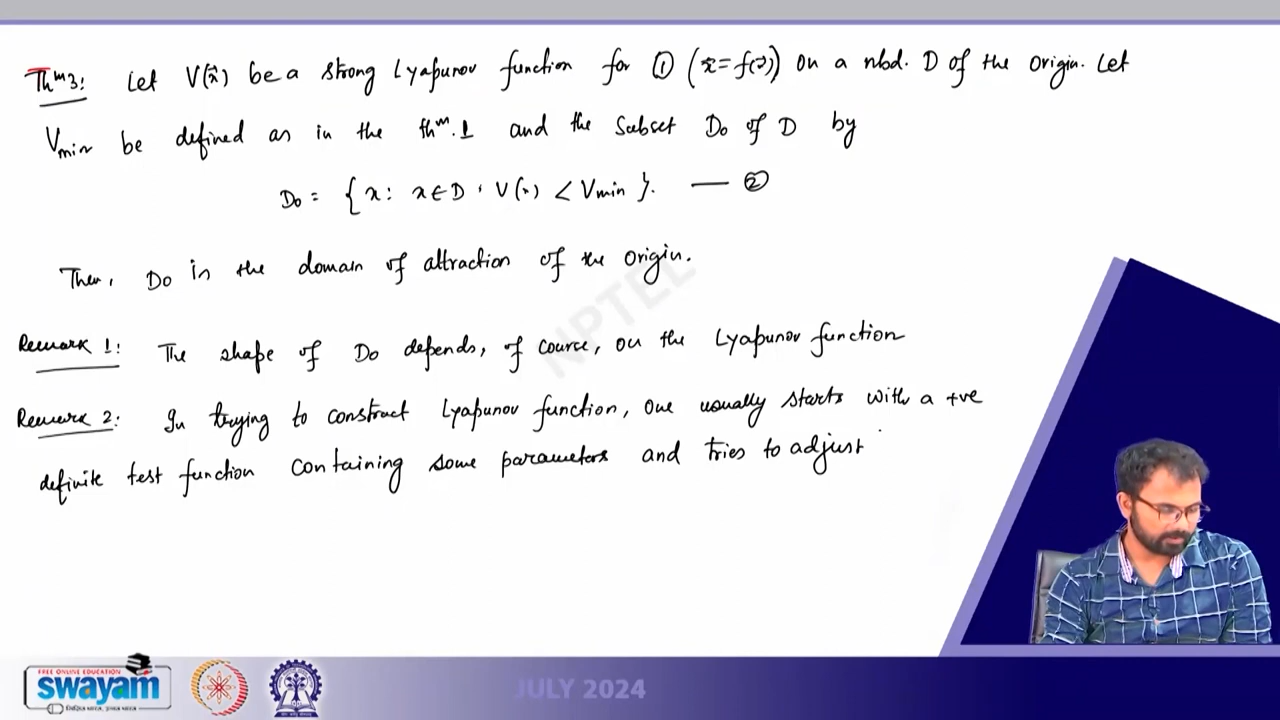 Thm 3: Let V(x̄) be a strong Lyapunov function for ① (ẋ = f(x)) on a nbd. D of the origin. Let
Vmin be defined as in the thm. 1 and the subset Do of D by
Do = { x : x ∈ D, V(x) < Vmin }. — ②
Then, Do is the domain of attraction of the origin.
Remark 1: The shape of Do depends, of course, on the Lyapunov function
Remark 2: In trying to construct Lyapunov function, one usually starts with a +ve
definite test function containing some parameters and tries to adjust
NPTEL
FREE ONLINE EDUCATION
swayam
JULY 2024